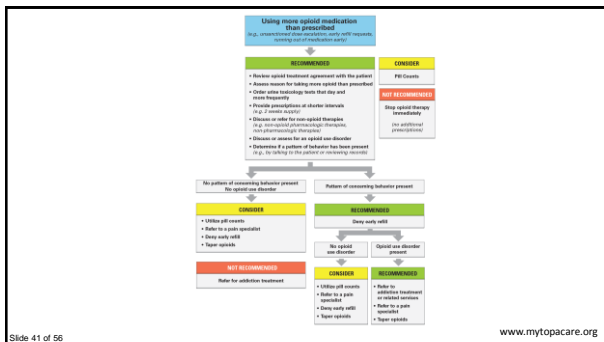 Using more opioid medication
than prescribed
(e.g., unsanctioned dose escalation, early refill requests,
running out of medication early)
RECOMMENDED
• Review opioid treatment agreement with the patient
• Assess reason for taking more opioid than prescribed
• Order urine toxicology tests that day and
more frequently
• Provide prescriptions at shorter intervals
(e.g. 2 weeks supply)
• Discuss or refer for non-opioid therapies
(e.g. non-opioid pharmacologic therapies,
non-pharmacologic therapies)
• Discuss or assess for an opioid use disorder
• Determine if a pattern of behavior has been present
(e.g., by talking to the patient or reviewing records)
CONSIDER
Pill Counts
NOT RECOMMENDED
Stop opioid therapy
immediately
(no additional
prescriptions)
No pattern of concerning behavior present
No opioid use disorder
CONSIDER
• Utilize pill counts
• Refer to a pain specialist
• Deny early refill
• Taper opioids
NOT RECOMMENDED
Refer for addiction treatment
Pattern of concerning behavior present
RECOMMENDED
Deny early refill
No opioid
use disorder
CONSIDER
• Utilize pill counts
• Refer to a pain
specialist
• Deny early refill
• Taper opioids
Opioid use disorder
present
RECOMMENDED
• Refer to
addiction treatment
or related services
• Refer to a pain
specialist
• Taper opioids
Slide 41 of 56
www.mytopcare.org